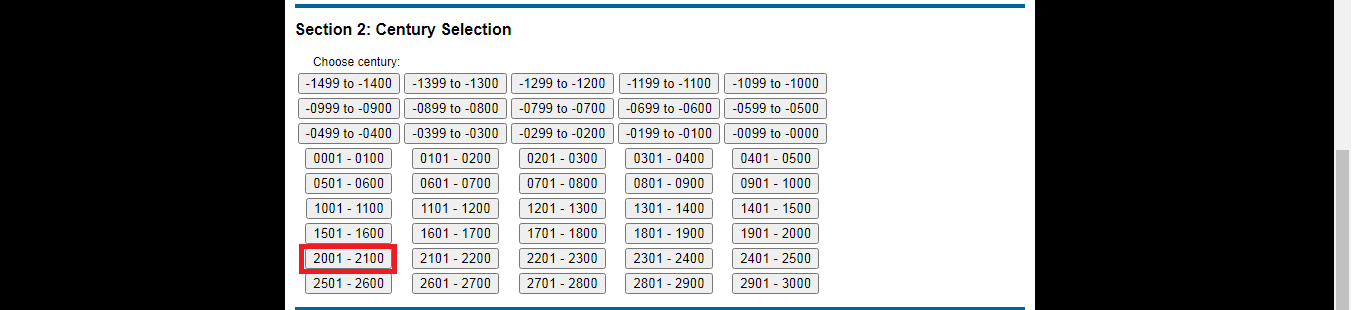 Section 2: Century Selection
Choose century:
-1499 to -1400 -1399 to -1300 -1299 to -1200 -1199 to -1100 -1099 to -1000
-0999 to -0900 -0899 to -0800 -0799 to -0700 -0699 to -0600 -0599 to -0500
-0499 to -0400 -0399 to -0300 -0299 to -0200 -0199 to -0100 -0099 to -0000
0001 - 0100 0101 - 0200 0201 - 0300 0301 - 0400 0401 - 0500
0501 - 0600 0601 - 0700 0701 - 0800 0801 - 0900 0901 - 1000
1001 - 1100 1101 - 1200 1201 - 1300 1301 - 1400 1401 - 1500
1501 - 1600 1601 - 1700 1701 - 1800 1801 - 1900 1901 - 2000
2001 - 2100 2101 - 2200 2201 - 2300 2301 - 2400 2401 - 2500
2501 - 2600 2601 - 2700 2701 - 2800 2801 - 2900 2901 - 3000